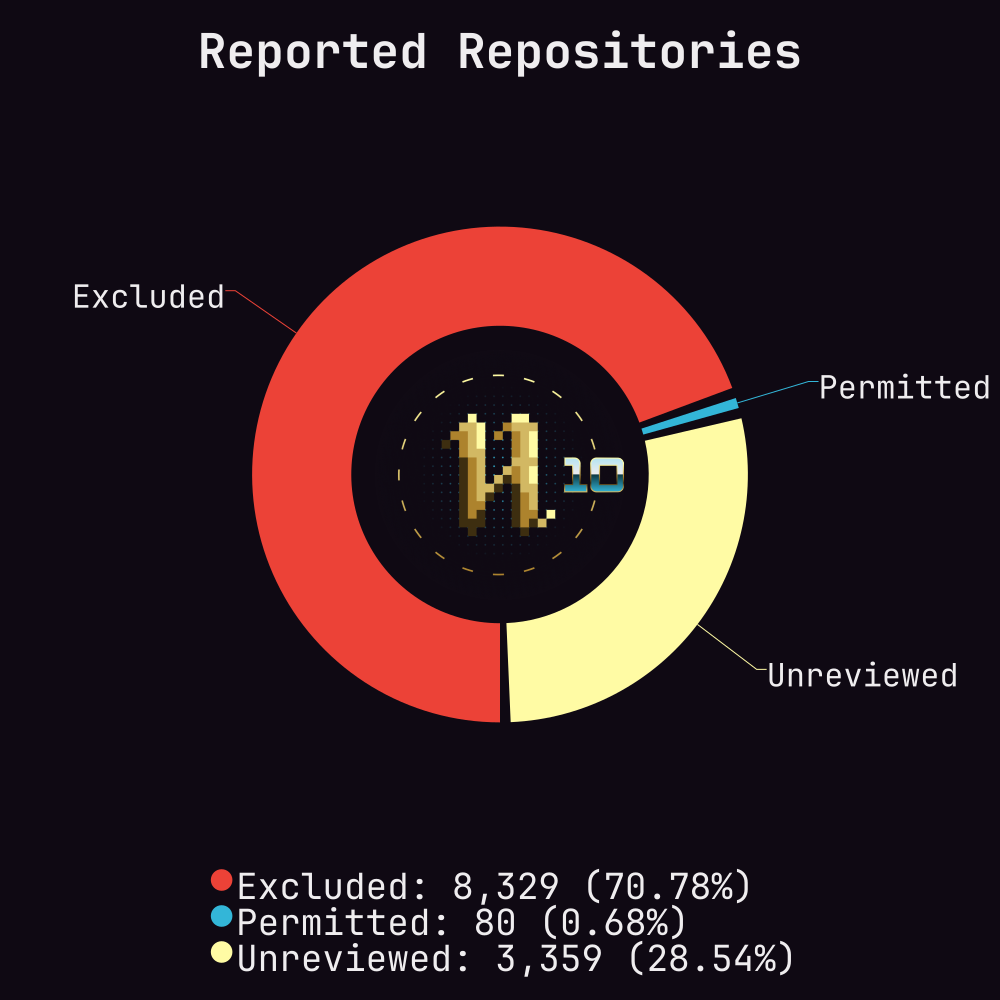 Reported Repositories
Excluded
Permitted
10
Unreviewed
Excluded: 8,329 (70.78%)
Permitted: 80 (0.68%)
Unreviewed: 3,359 (28.54%)